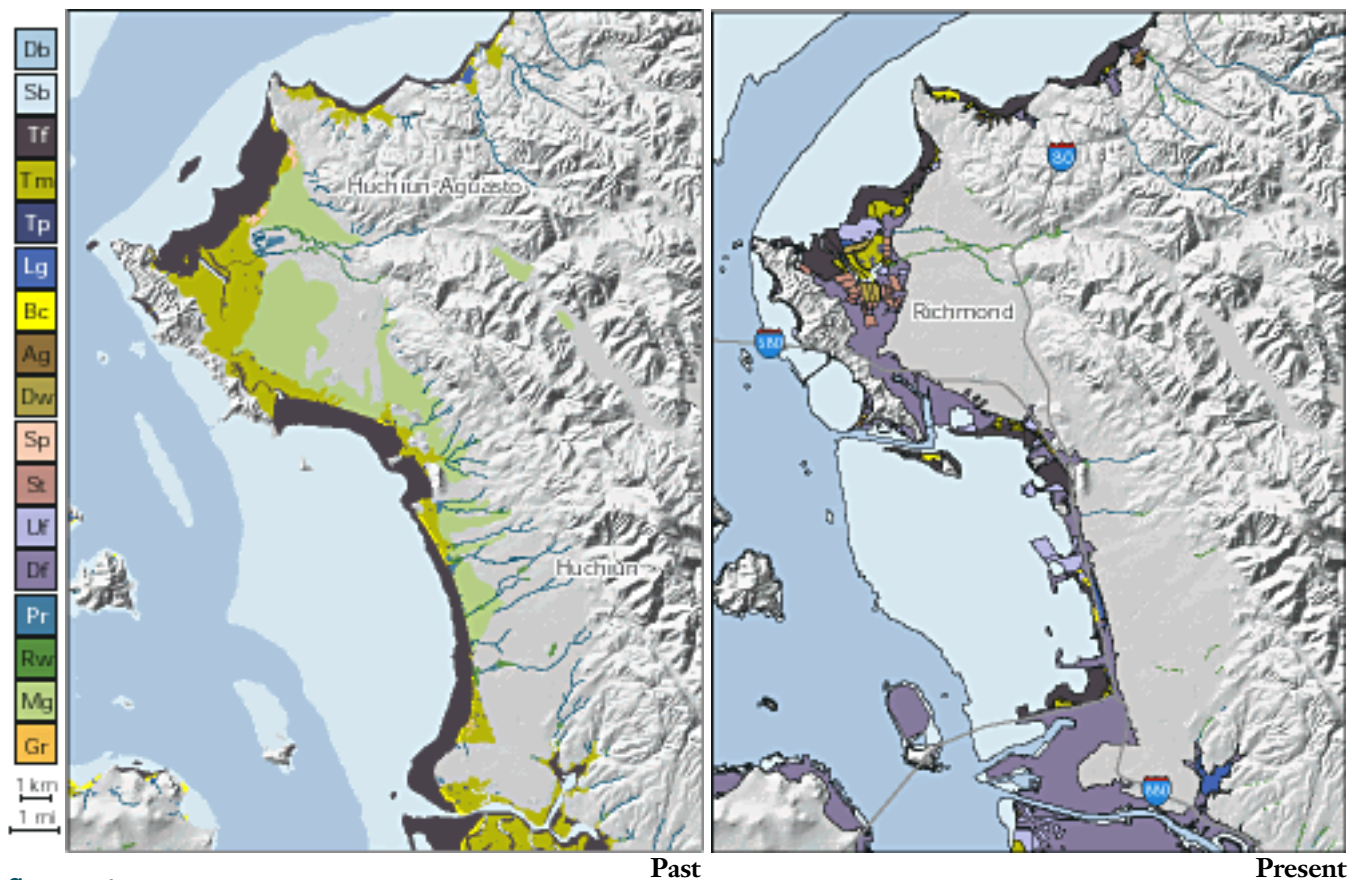 Db
Sb
Tf
Tm
Tp
Lg
Bc
Ag
Dw
Sp
St
Uf
Df
Pr
Rw
Mg
Gr
1 km
1 mi
Huchiun-Aguasto
Huchiun
Past
80
Richmond
580
880
Present